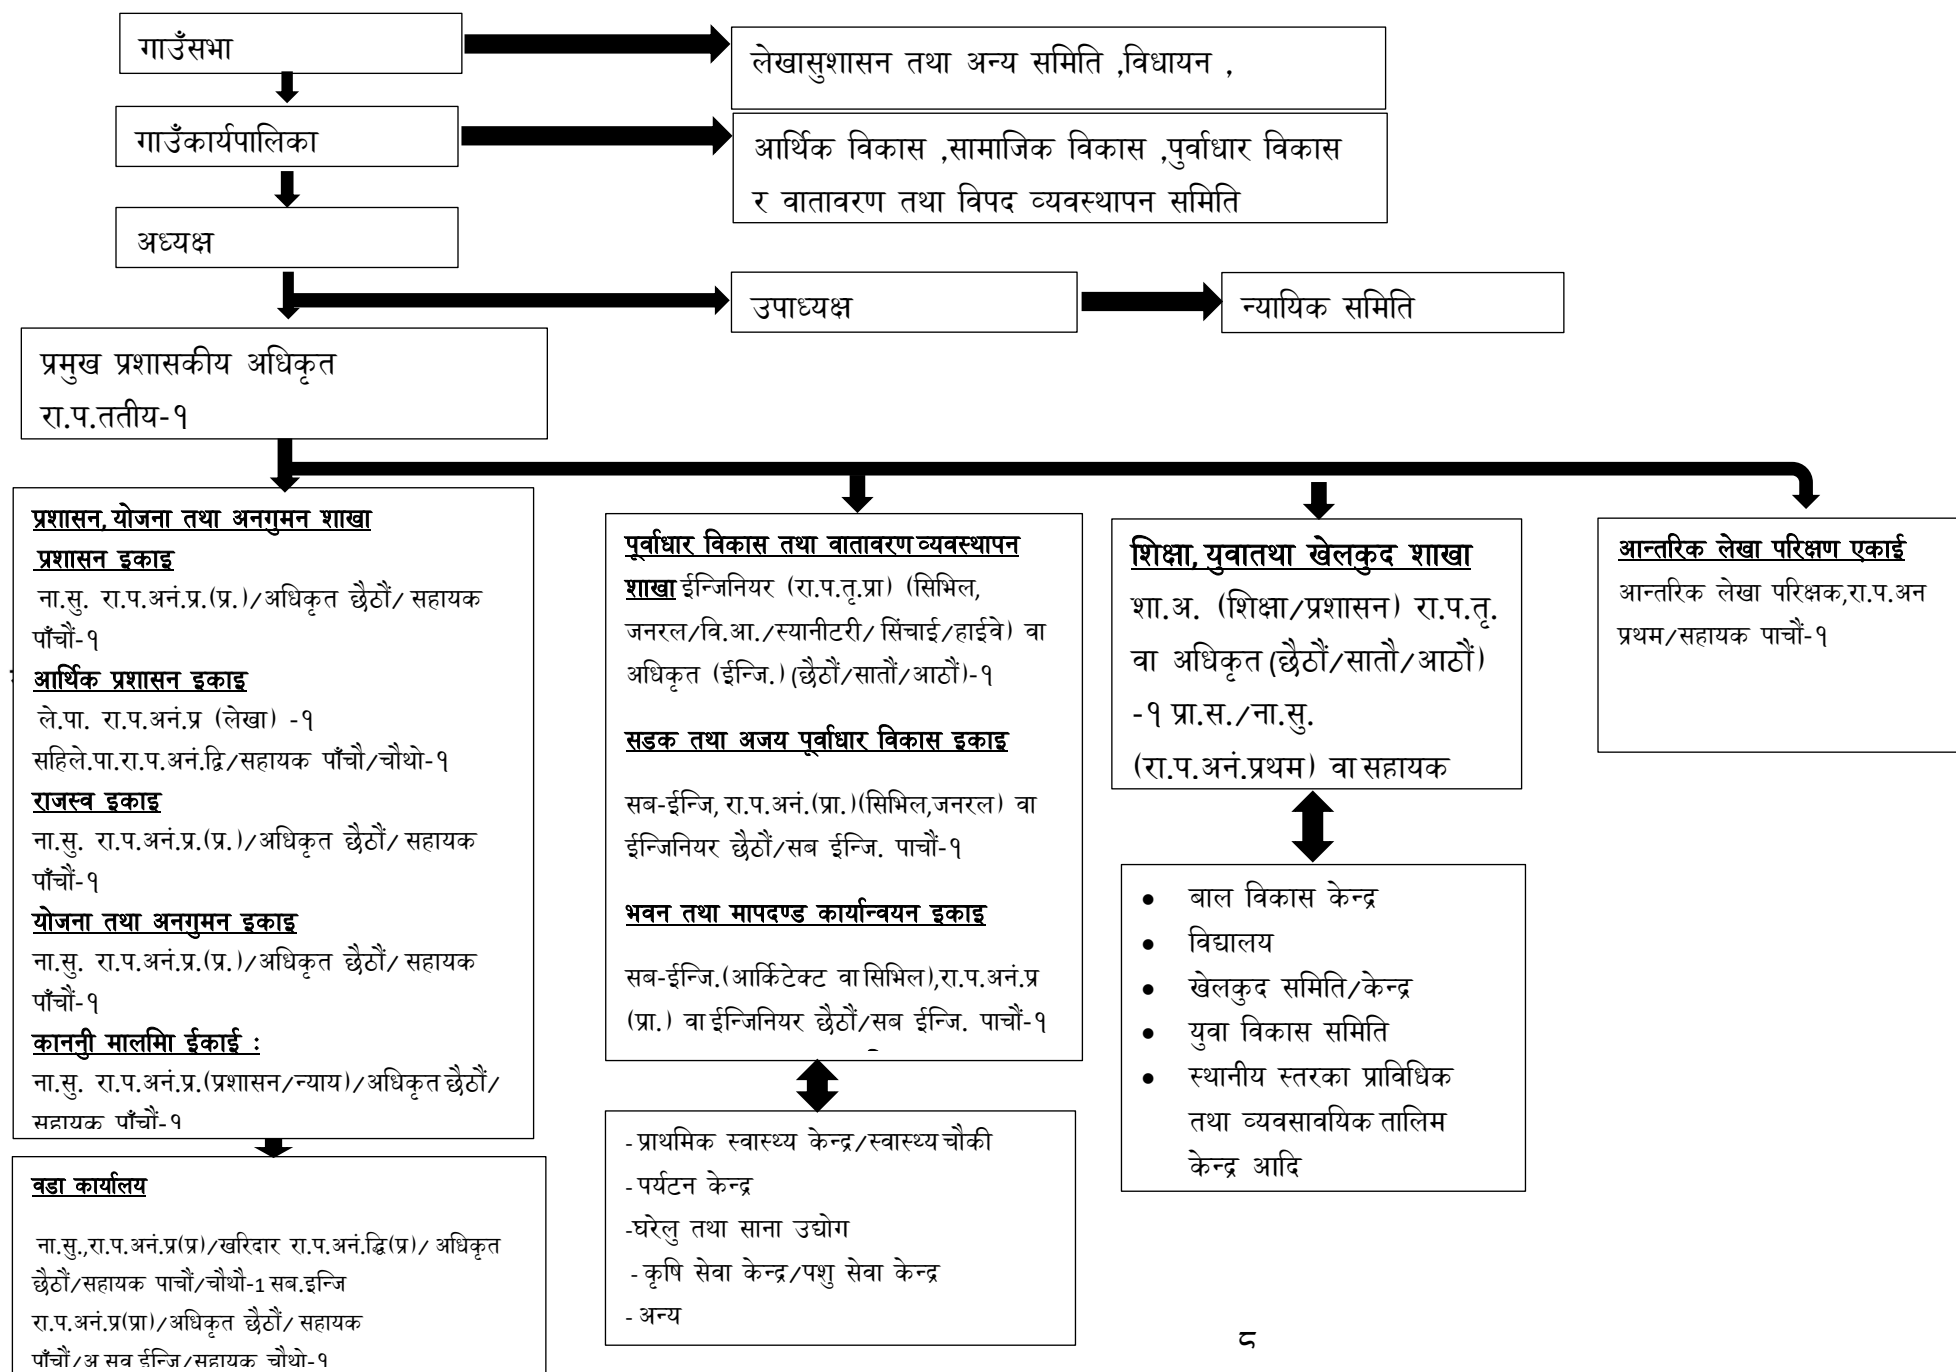 गाउँसभा
लेखासुशासन तथा अन्य समिति ,विधायन ,
गाउँकार्यपालिका
आर्थिक विकास ,सामाजिक विकास ,पुर्वाधार विकास
र वातावरण तथा विपद व्यवस्थापन समिति
अध्यक्ष
उपाध्यक्ष
न्यायिक समिति
प्रमुख प्रशासकीय अधिकृत
रा.प.ततीय-१
प्रशासन,योजना तथा अनगुमन शाखा
प्रशासन इकाइ
ना.सु. रा.प.अनं.प्र.(प्र.)/अधिकृत छैठौं/ सहायक
पाँचौं-१
आर्थिक प्रशासन इकाइ
ले.पा. रा.प.अनं.प्र (लेखा) -१
सहिले.पा.रा.प.अनं.द्वि/सहायक पाँचौ/चौथो-१
राजस्व इकाइ
ना.सु. रा.प.अनं.प्र.(प्र.)/अधिकृत छैठौं/ सहायक
पाँचौं-१
योजना तथा अनगुमन इकाइ
ना.सु. रा.प.अनं.प्र.(प्र.)/अधिकृत छैठौं/ सहायक
पाँचौं-१
काननुी मालमिा ईकाई :
ना.सु. रा.प.अनं.प्र.(प्रशासन/न्याय)/अधिकृत छैठौं/
सहायक पाँचौं-१
वडा कार्यालय
ना.सु.,रा.प.अनं.प्र(प्र)/खरिदार रा.प.अनं.द्धि(प्र)/ अधिकृत
छैठौं/सहायक पाचौं/चौथौ-1 सब.इन्जि
रा.प.अनं.प्र(प्रा)/अधिकृत छैठौं/ सहायक
पाँचौं/अ सव ईन्जि/सहायक चौथो-१
पूर्वाधार विकास तथा वातावरण व्यवस्थापन
शाखा ईन्जिनियर (रा.प.तृ.प्रा) (सिभिल,
जनरल/वि.आ./स्यानीटरी/ सिंचाई/हाईवे) वा
अधिकृत (ईन्जि.) (छैठौं/सातौं/आठौं)-१
सडक तथा अजय पूर्वाधार विकास इकाइ
सब-ईन्जि, रा.प.अनं.(प्रा.)(सिभिल,जनरल) वा
ईन्जिनियर छैठौं/सब ईन्जि. पाचौं-१
भवन तथा मापदण्ड कार्यान्वयन इकाइ
सब-ईन्जि.(आर्किटेक्ट वा सिभिल),रा.प.अनं.प्र
(प्रा.) वा ईन्जिनियर छैठौं/सब ईन्जि. पाचौं-१
- प्राथमिक स्वास्थ्य केन्द्र/स्वास्थ्य चौकी
- पर्यटन केन्द्र
-घरेलु तथा साना उद्योग
- कृषि सेवा केन्द्र/पशु सेवा केन्द्र
- अन्य
शिक्षा, युवातथा खेलकुद शाखा
शा.अ. (शिक्षा/प्रशासन) रा.प.तृ.
वा अधिकृत (छैठौं/सातौ/आठौं)
-१ प्रा.स./ना.सु.
(रा.प.अनं.प्रथम) वा सहायक
• बाल विकास केन्द्र
• विद्यालय
• खेलकुद समिति/केन्द्र
• युवा विकास समिति
• स्थानीय स्तरका प्राविधिक
तथा व्यवसावयिक तालिम
केन्द्र आदि
आन्तरिक लेखा परिक्षण एकाई
आन्तरिक लेखा परिक्षक,रा.प.अन
प्रथम/सहायक पाचौं-१
८